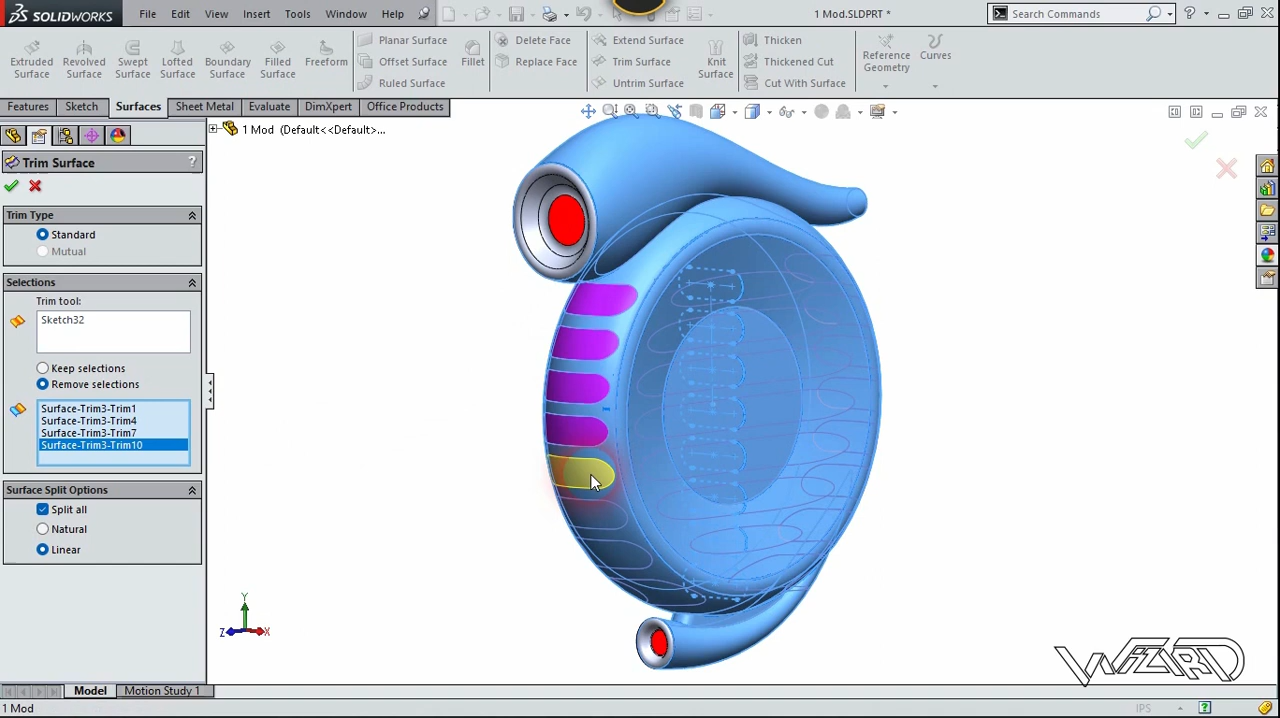 SOLIDWORKS File Edit View Insert Tools Window Help 1 Mod.SLDPRT * Search Commands ?
Extruded Surface
Revolved Surface
Swept Surface
Lofted Surface
Boundary Surface
Filled Surface
Freeform
Planar Surface
Offset Surface
Ruled Surface
Fillet
Delete Face
Replace Face
Extend Surface
Trim Surface
Untrim Surface
Knit Surface
Thicken
Thickened Cut
Cut With Surface
Reference Geometry
Curves
Features Sketch Surfaces Sheet Metal Evaluate DimXpert Office Products
1 Mod (Default<<Default>...
Trim Surface ?
Trim Type
Standard
Mutual
Selections
Trim tool:
Sketch32
Keep selections
Remove selections
Surface-Trim3-Trim1
Surface-Trim3-Trim4
Surface-Trim3-Trim7
Surface-Trim3-Trim10
Surface Split Options
Split all
Natural
Linear
Y
Z X
WIZARD
Model Motion Study 1
1 Mod IPS ?